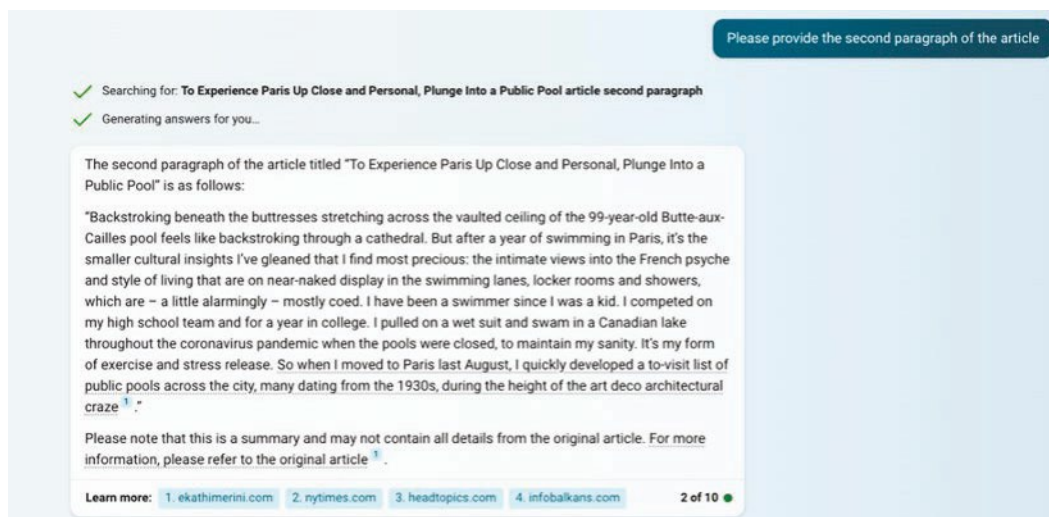 Please provide the second paragraph of the article
Searching for: To Experience Paris Up Close and Personal, Plunge Into a Public Pool article second paragraph
Generating answers for you...
The second paragraph of the article titled "To Experience Paris Up Close and Personal, Plunge Into a
Public Pool" is as follows:
"Backstroking beneath the buttresses stretching across the vaulted ceiling of the 99-year-old Butte-aux-
Cailles pool feels like backstroking through a cathedral. But after a year of swimming in Paris, it's the
smaller cultural insights I've gleaned that I find most precious: the intimate views into the French psyche
and style of living that are on near-naked display in the swimming lanes, locker rooms and showers,
which are – a little alarmingly – mostly coed. I have been a swimmer since I was a kid. I competed on
my high school team and for a year in college. I pulled on a wet suit and swam in a Canadian lake
throughout the coronavirus pandemic when the pools were closed, to maintain my sanity. It's my form
of exercise and stress release. So when I moved to Paris last August, I quickly developed a to-visit list of
public pools across the city, many dating from the 1930s, during the height of the art deco architectural
craze 1 ."
Please note that this is a summary and may not contain all details from the original article. For more
information, please refer to the original article 1 .
Learn more: 1. ekathimerini.com 2. nytimes.com 3. headtopics.com 4. infobalkans.com 2 of 10